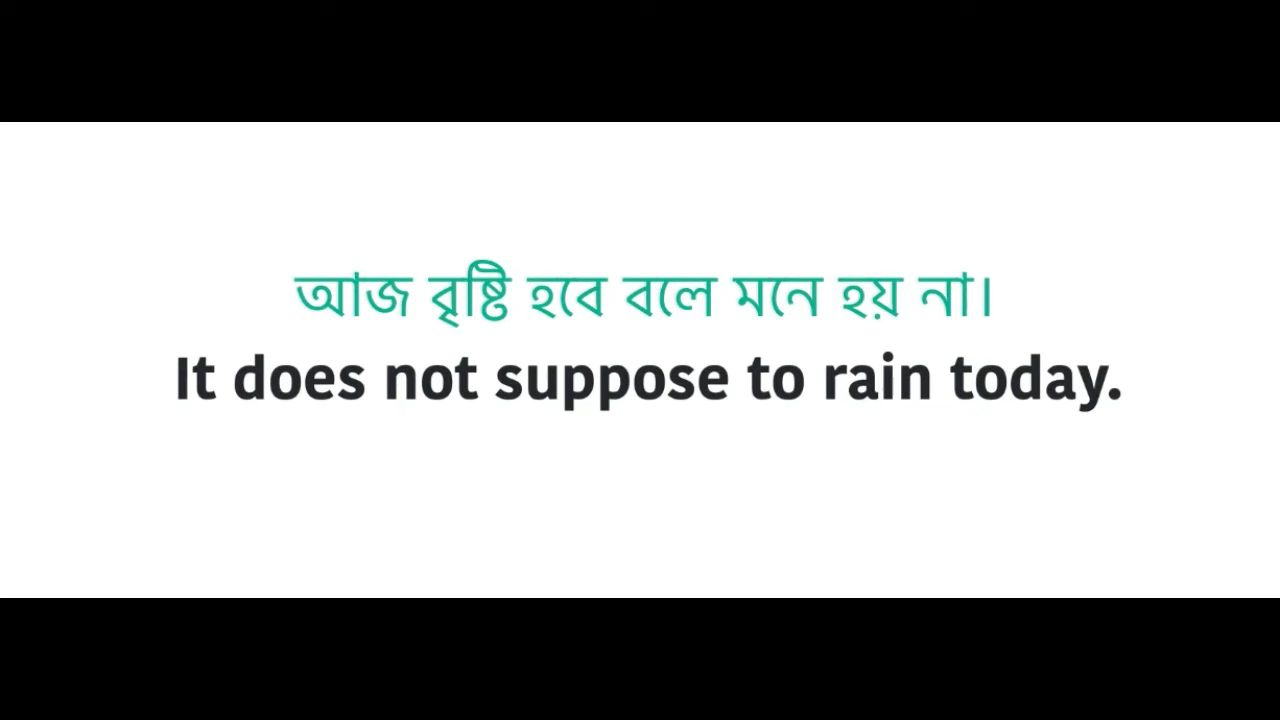 আজ বৃষ্টি হবে বলে মনে হয় না।
It does not suppose to rain today.